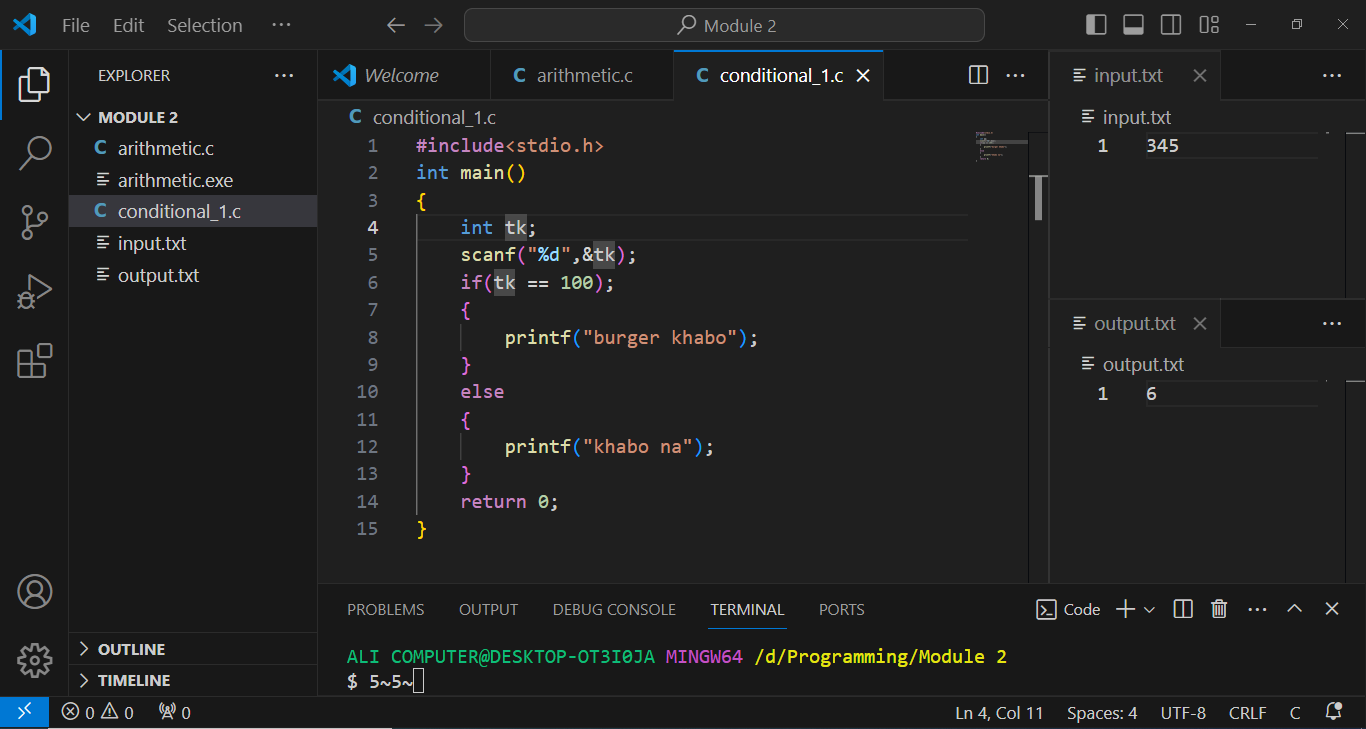 File Edit Selection ··· Module 2
EXPLORER ···
MODULE 2
arithmetic.c
arithmetic.exe
conditional_1.c
input.txt
output.txt
OUTLINE
TIMELINE
Welcome arithmetic.c conditional_1.c
conditional_1.c
1 #include<stdio.h>
2 int main()
3 {
4     int tk;
5     scanf("%d",&tk);
6     if(tk == 100);
7     {
8         printf("burger khabo");
9     }
10     else
11     {
12         printf("khabo na");
13     }
14     return 0;
15 }
input.txt
input.txt
1 345
output.txt
output.txt
1 6
PROBLEMS OUTPUT DEBUG CONSOLE TERMINAL PORTS Code
ALI COMPUTER@DESKTOP-OT3I0JA MINGW64 /d/Programming/Module 2
$ 5~5~
0 0 0 Ln 4, Col 11 Spaces: 4 UTF-8 CRLF C